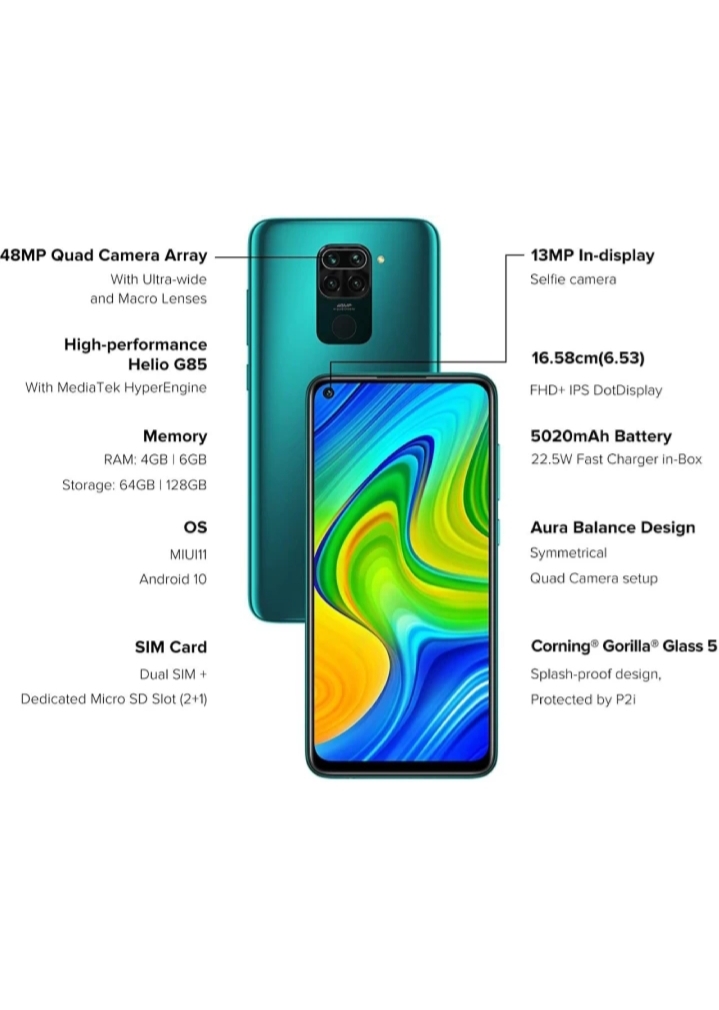 48MP Quad Camera Array
With Ultra-wide
and Macro Lenses
High-performance
Helio G85
With MediaTek HyperEngine
Memory
RAM: 4GB | 6GB
Storage: 64GB | 128GB
OS
MIUI11
Android 10
SIM Card
Dual SIM +
Dedicated Micro SD Slot (2+1)
13MP In-display
Selfie camera
16.58cm(6.53)
FHD+ IPS DotDisplay
5020mAh Battery
22.5W Fast Charger in-Box
Aura Balance Design
Symmetrical
Quad Camera setup
Corning® Gorilla® Glass 5
Splash-proof design,
Protected by P2i